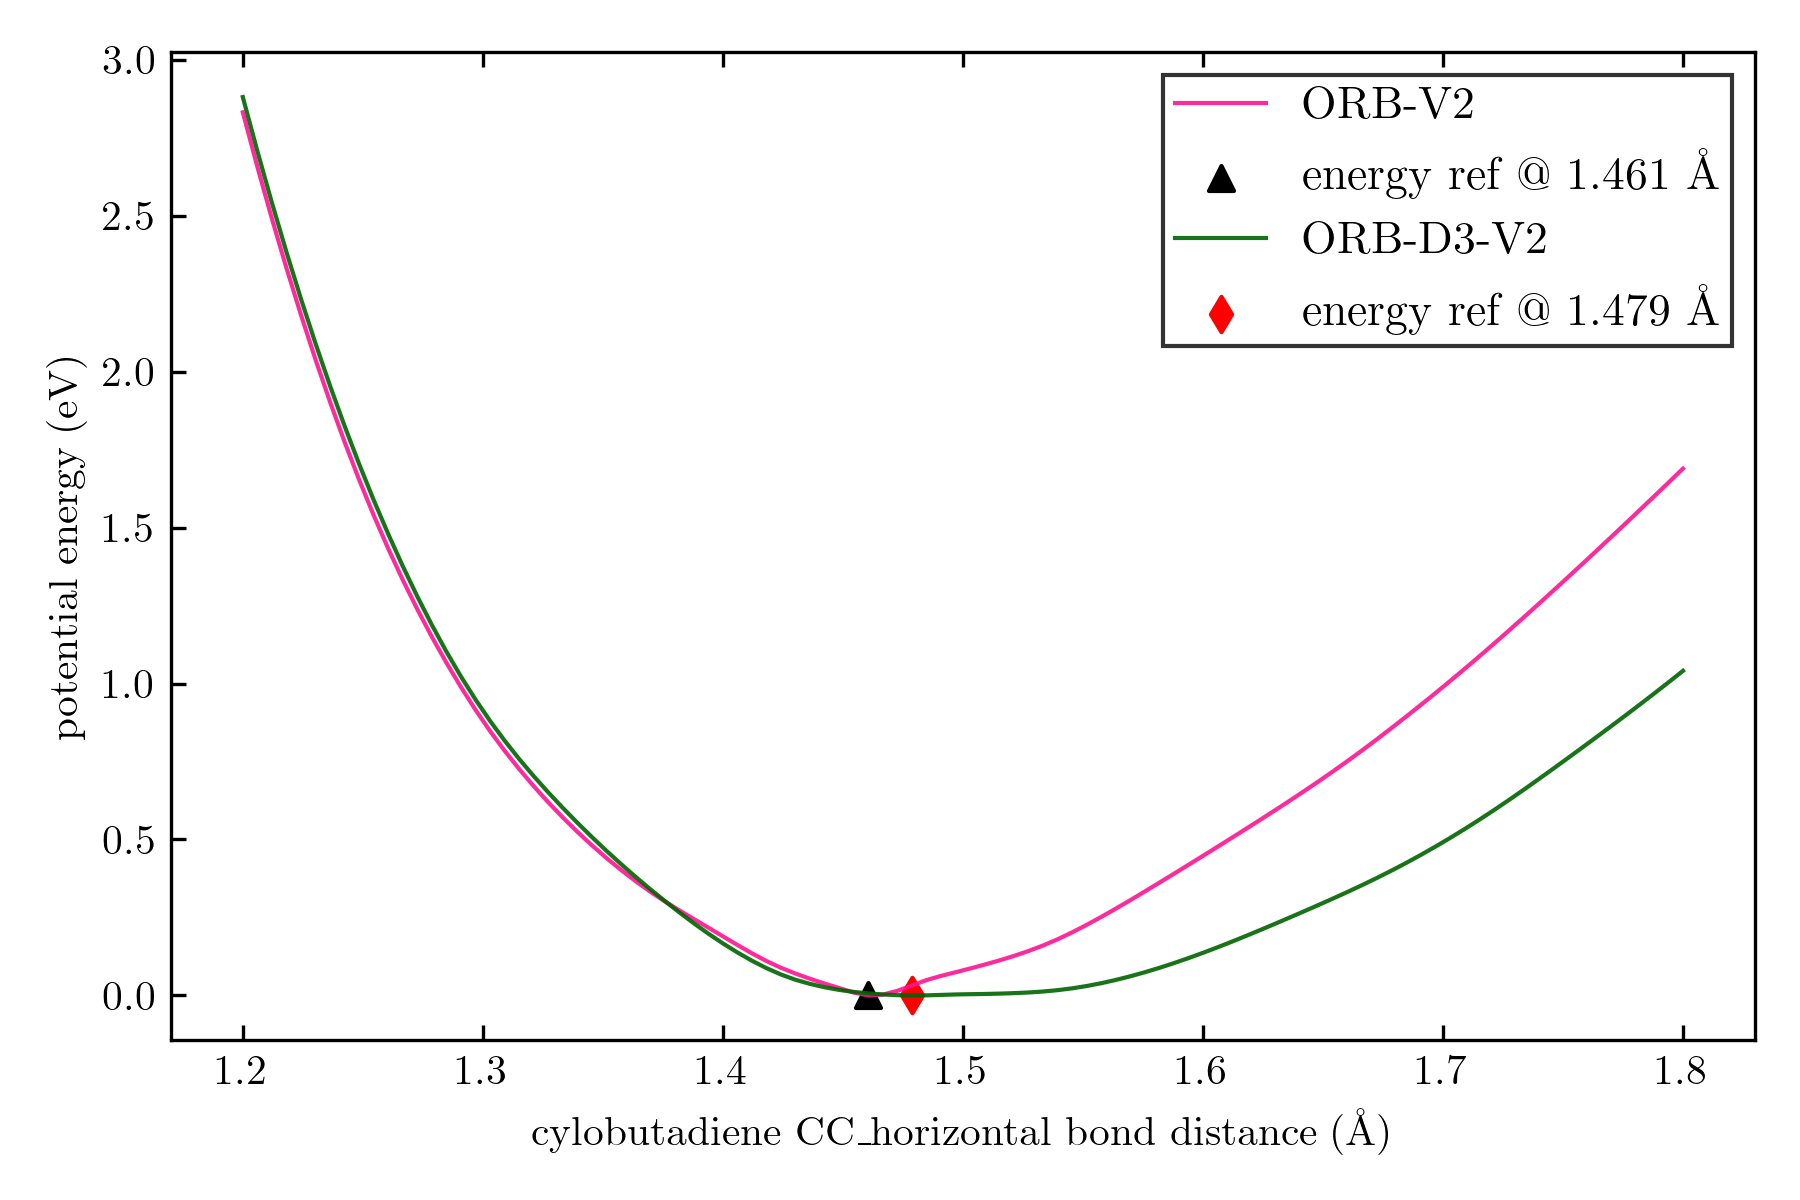 3.0
2.5
2.0
1.5
1.0
0.5
0.0
potential energy (eV)
ORB-V2
energy ref @ 1.461 Å
ORB-D3-V2
energy ref @ 1.479 Å
1.2 1.3 1.4 1.5 1.6 1.7 1.8
cylobutadiene CC_horizontal bond distance (Å)